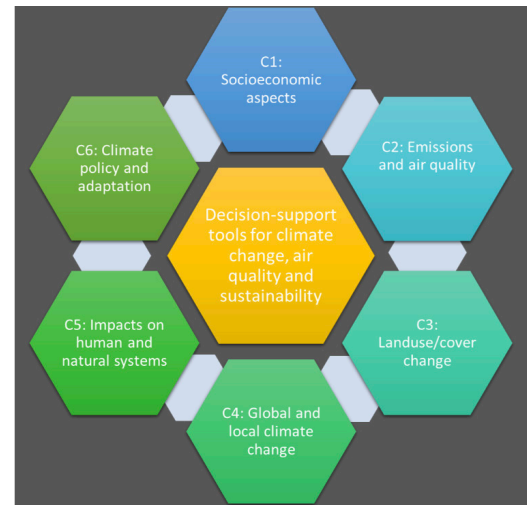 C1:
Socioeconomic
aspects
C2: Emissions
and air quality
C3:
Landuse/cover
change
C4: Global and
local climate
change
C5: Impacts on
human and
natural systems
C6: Climate
policy and
adaptation
Decision-support
tools for climate
change, air
quality and
sustainability